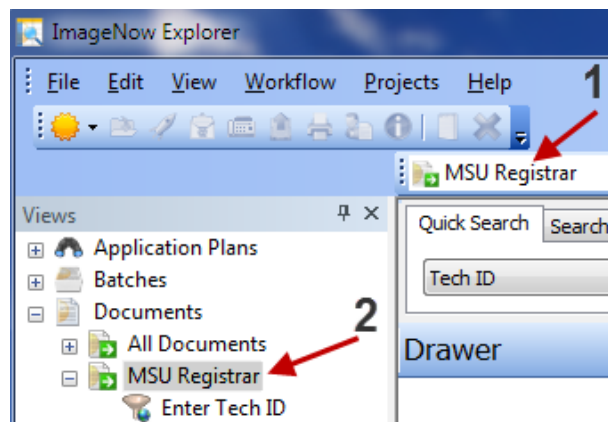 ImageNow Explorer
File Edit View Workflow Projects Help
1
MSU Registrar
Views
Quick Search Search
Application Plans
Batches
Tech ID
Documents
2
All Documents
Drawer
MSU Registrar
Enter Tech ID